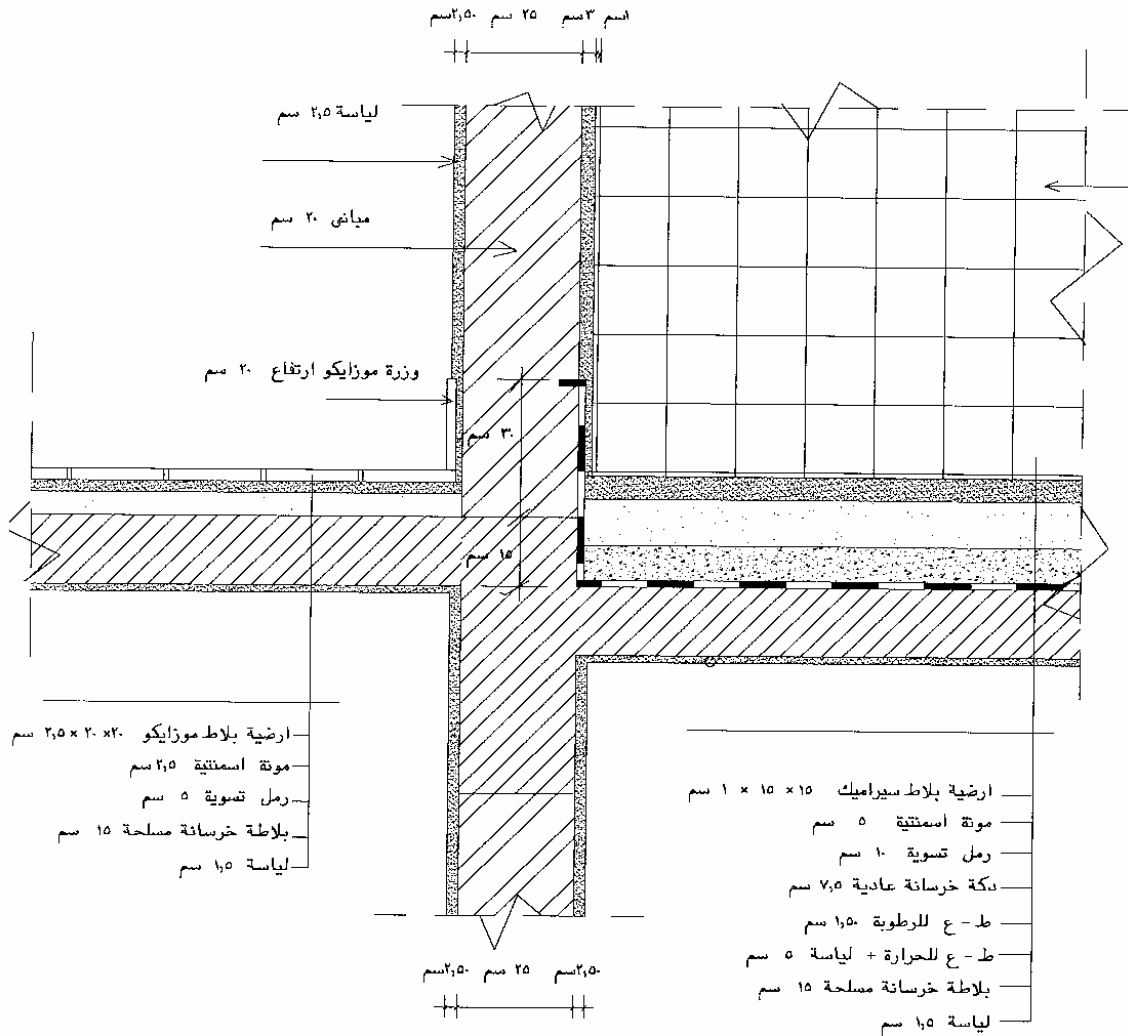 ٢,٥٠سم ٢٥ سم ٣سم ١سم
لياسة ٢,٥ سم
مبانى ٢٠ سم
وزرة موزايكو ارتفاع ٢٠ سم
٣٠ سم
١٥ سم
ارضية بلاط موزايكو ٢٠×٢٠ × ٢,٥ سم
مونة اسمنتية ٢,٥ سم
رمل تسوية ٥ سم
بلاطة خرسانة مسلحة ١٥ سم
لياسة ١,٥ سم
ارضية بلاط سيراميك ١٥ × ١٥ × ١ سم
مونة اسمنتية ٥ سم
رمل تسوية ١٠ سم
دكة خرسانة عادية ٧,٥ سم
ط - ع للرطوبة ١,٥٠ سم
ط - ع للحرارة + لياسة ٥ سم
بلاطة خرسانة مسلحة ١٥ سم
لياسة ١,٥ سم
٢,٥٠سم ٢٥ سم ٢,٥٠سم